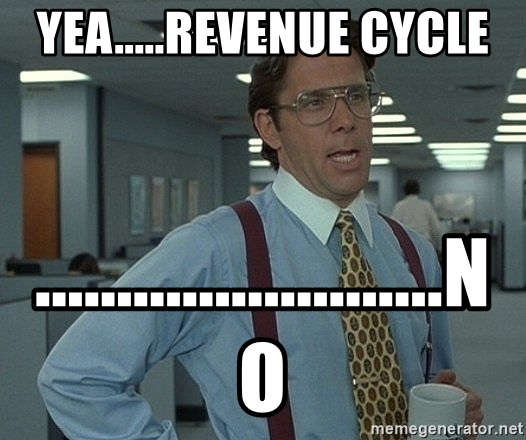 YEA.....REVENUE CYCLE
.........................N
O
memegenerator.net